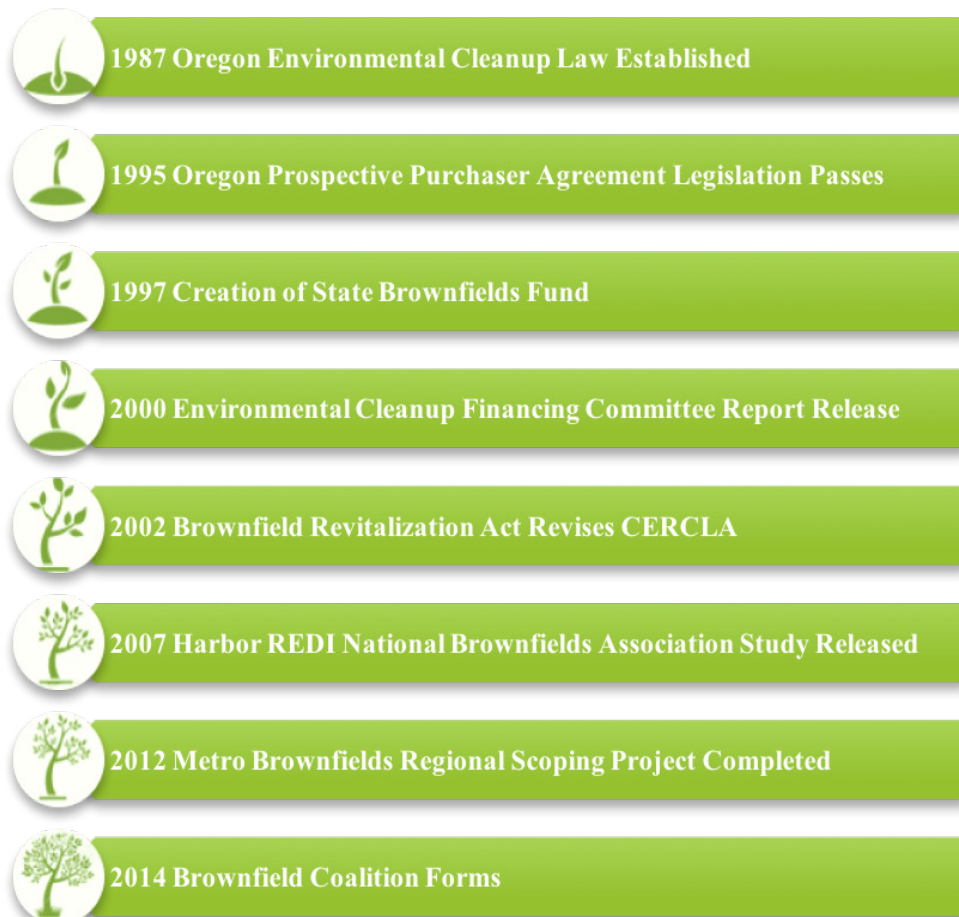 1987 Oregon Environmental Cleanup Law Established
1995 Oregon Prospective Purchaser Agreement Legislation Passes
1997 Creation of State Brownfields Fund
2000 Environmental Cleanup Financing Committee Report Release
2002 Brownfield Revitalization Act Revises CERCLA
2007 Harbor REDI National Brownfields Association Study Released
2012 Metro Brownfields Regional Scoping Project Completed
2014 Brownfield Coalition Forms